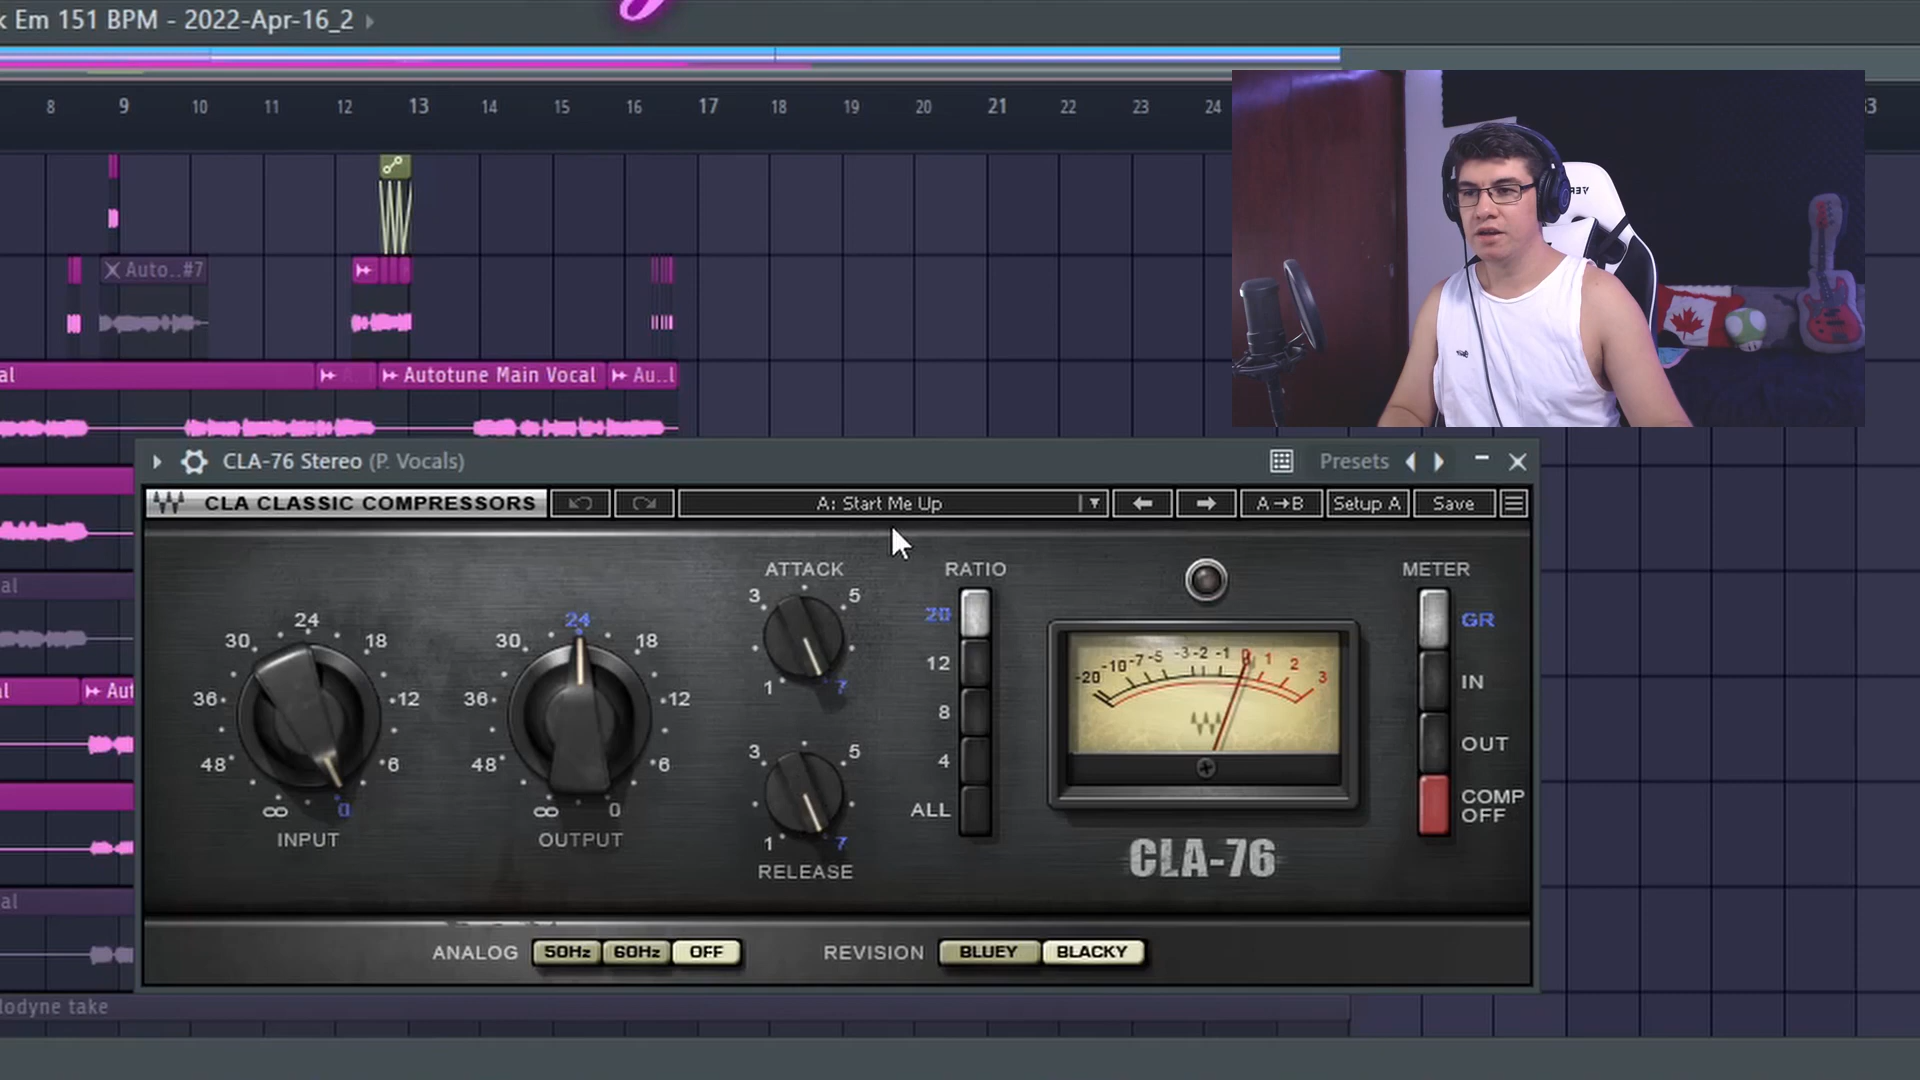 k Em 151 BPM - 2022-Apr-16_2
8 9 10 11 12 13 14 15 16 17 18 19 20 21 22 23 24 33
Auto..#7
al Autotune Main Vocal Au..l
CLA-76 Stereo (P. Vocals) Presets
CLA CLASSIC COMPRESSORS A: Start Me Up A→B Setup A Save
al
al Aut
al
ATTACK
3 5
1 7
3 5
1 7
RELEASE
24
30 18
36 12
48 6
∞ 0
INPUT
24
30 18
36 12
48 6
∞ 0
OUTPUT
RATIO
20
12
8
4
ALL
-20 -10 -7 -5 -3 -2 -1 0 1 2 3
CLA-76
METER
GR
IN
OUT
COMP
OFF
ANALOG 50Hz 60Hz OFF REVISION BLUEY BLACKY
lodyne take